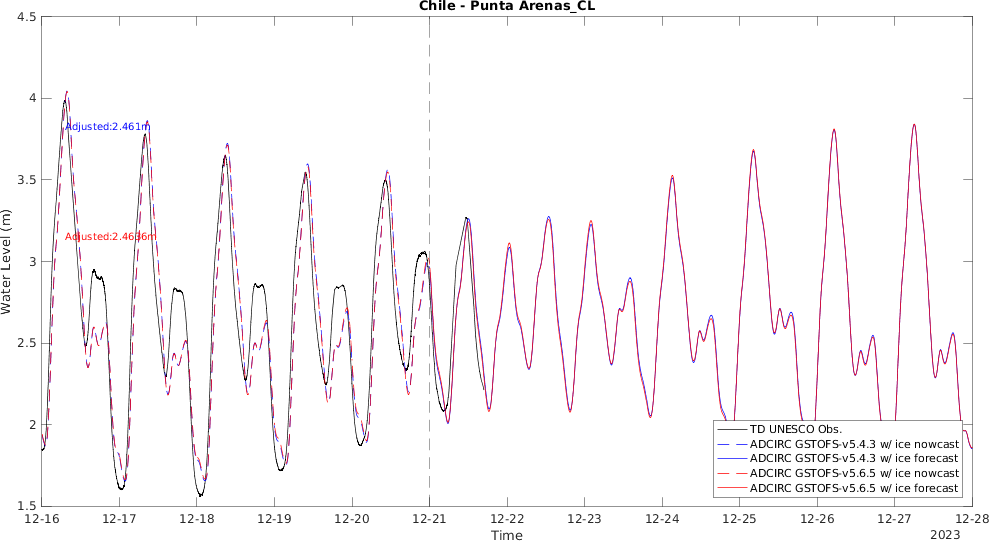 Chile - Punta Arenas_CL
4.5
4
3.5
3
2.5
2
1.5
Water Level (m)
Adjusted:2.461m
Adjusted:2.4636m
TD UNESCO Obs.
ADCIRC GSTOFS-v5.4.3 w/ ice nowcast
ADCIRC GSTOFS-v5.4.3 w/ ice forecast
ADCIRC GSTOFS-v5.6.5 w/ ice nowcast
ADCIRC GSTOFS-v5.6.5 w/ ice forecast
12-16 12-17 12-18 12-19 12-20 12-21 12-22 12-23 12-24 12-25 12-26 12-27 12-28
Time
2023